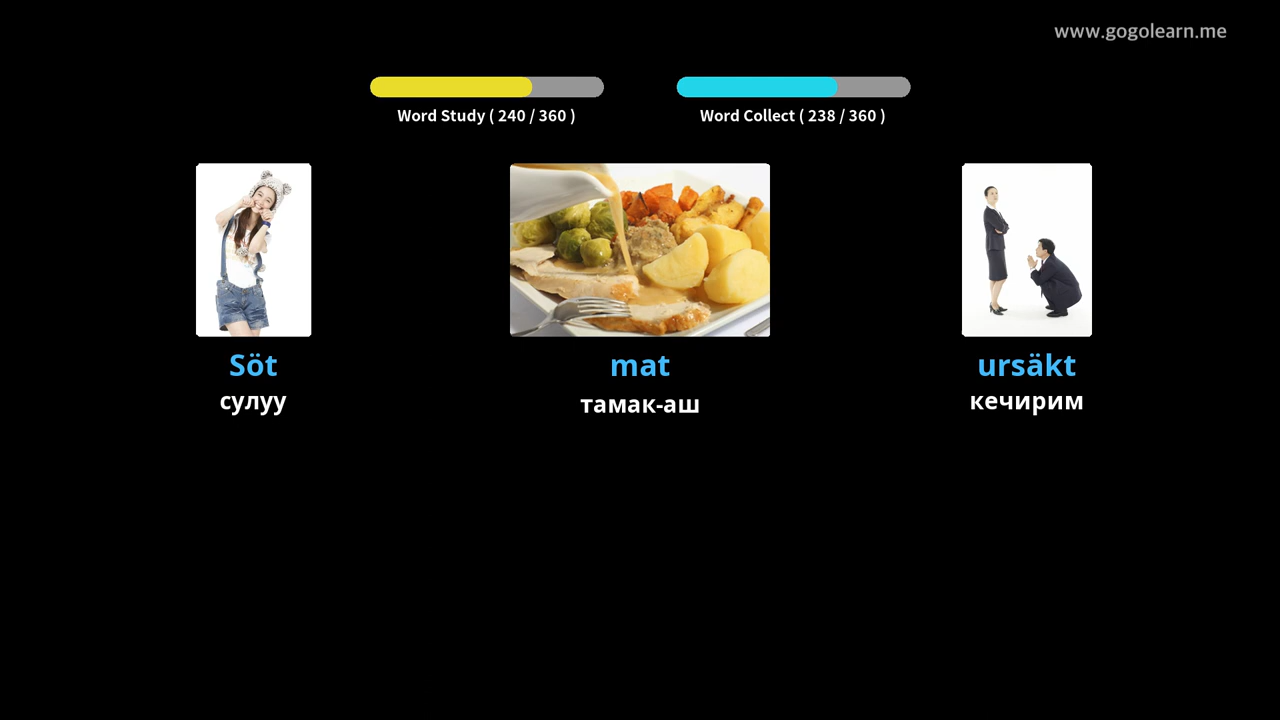 www.gogolearn.me
Word Study ( 240 / 360 )
Word Collect ( 238 / 360 )
Söt
сулуу
mat
тамак-аш
ursäkt
кечирим